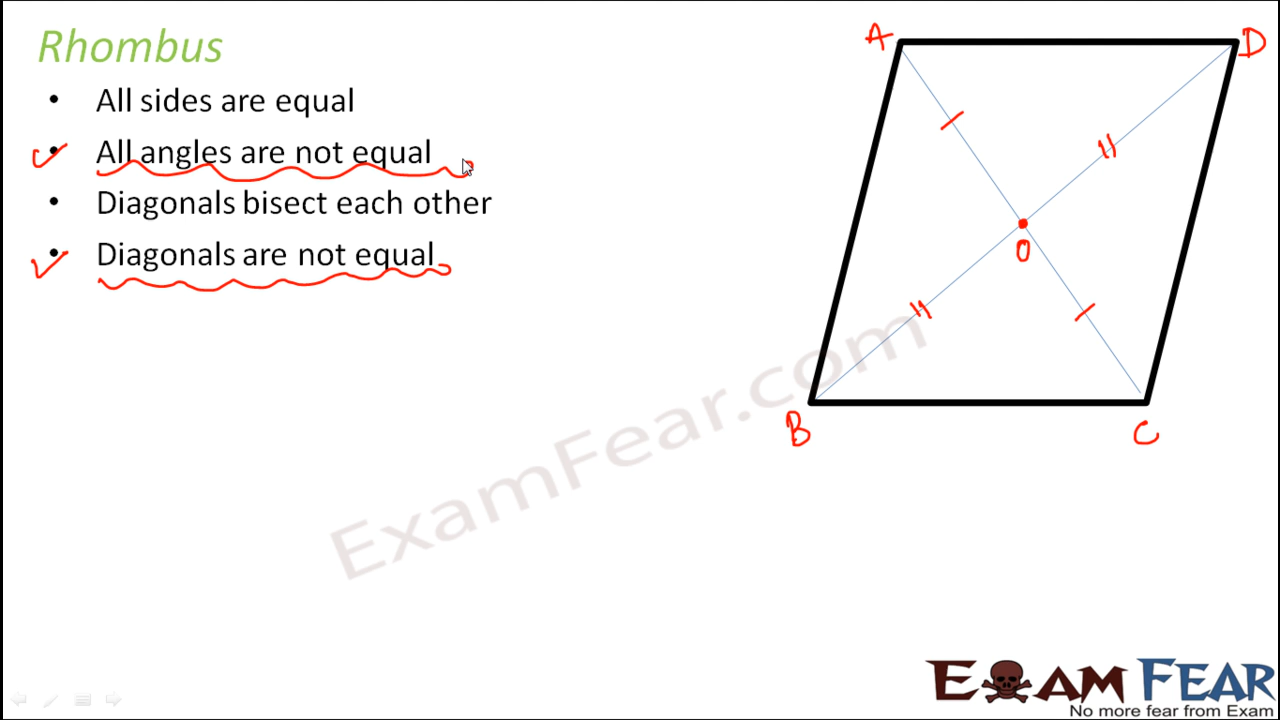 Rhombus
• All sides are equal
• All angles are not equal
• Diagonals bisect each other
• Diagonals are not equal
A
D
O
B
C
ExamFear.com
EXAM FEAR
No more fear from Exam